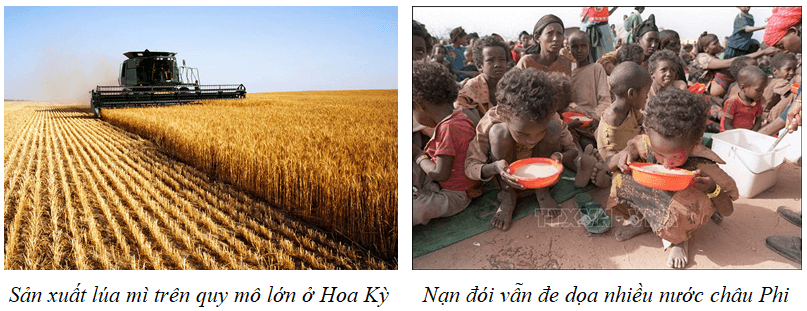 Sản xuất lúa mì trên quy mô lớn ở Hoa Kỳ
Nạn đói vẫn đe dọa nhiều nước châu Phi